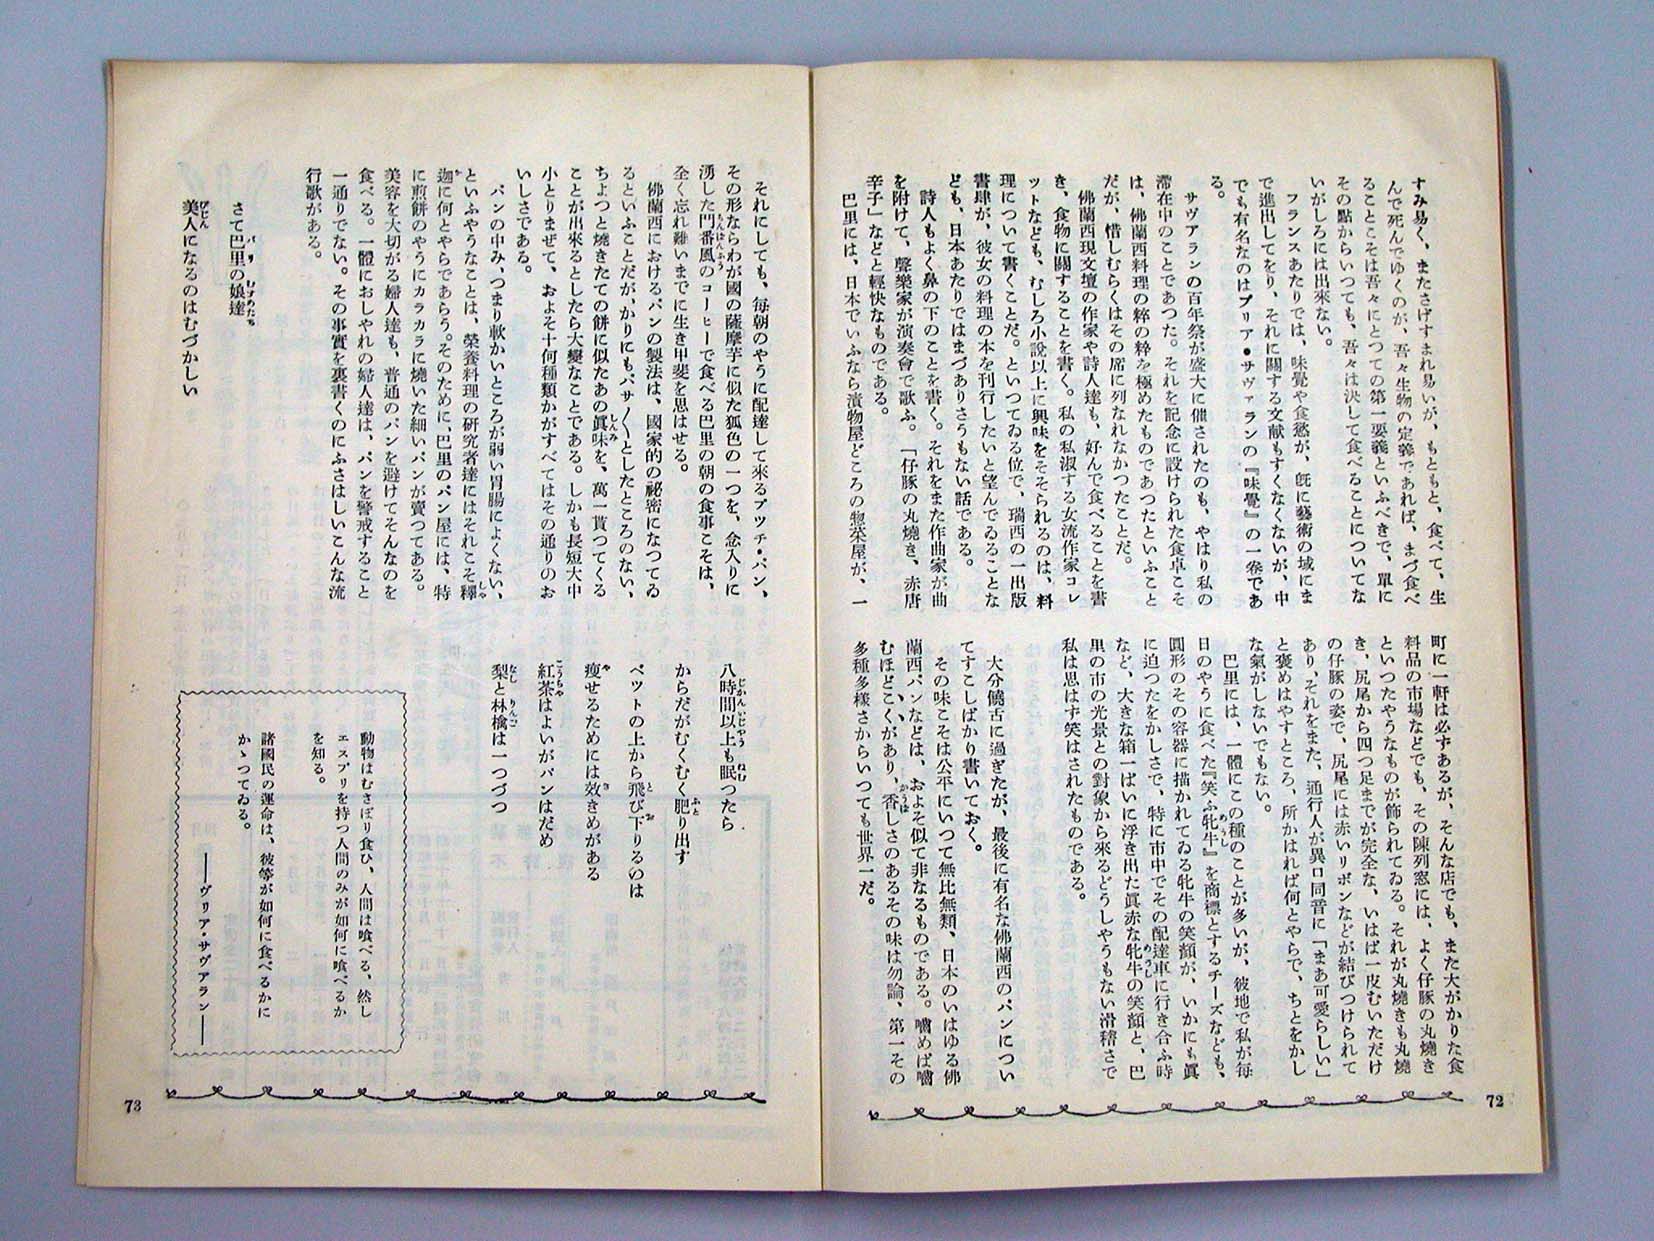 すみ易く、またさげすまれ易いが、もともと、食べて、生
んで死んでゆくのが、吾々生物の定義であれば、まづ食べ
ることこそは吾々にとつての第一要義といふべきで、單に
その點からいつても、吾々は決して食べることについてな
いがしろには出來ない。
フランスあたりでは、味覺や食慾が、旣に藝術の域にま
で進出してをり、それに關する文献もすくなくないが、中
でも有名なのはブリア・サヴァランの『味覺』の一卷であ
る。
サヴアランの百年祭が盛大に催されたのも、やはり私の
滯在中のことであつた。それを記念に設けられた食卓こそ
は、佛蘭西料理の粹の粹を極めたものであつたといふこと
だが、惜しむらくはその席に列なれなかつたことだ。
佛蘭西現文壇の作家や詩人達も、好んで食べることを書
き、食物に關することを書く。私の私淑する女流作家コレ
ットなども、むしろ小說以上に興味をそそられるのは、料
理について書くことだ。といつてゐる位で、瑞西の一出版
書肆が、彼女の料理の本を刊行したいと望んでゐることな
ども、日本あたりではまづありさうもない話である。
詩人もよく鼻の下のことを書く。それをまた作曲家が曲
を附けて、聲樂家が演奏會で歌ふ。「仔豚の丸燒き、赤唐
辛子」などと輕快なものである。
巴里には、日本でいふなら漬物屋どころの惣菜屋が、一
町に一軒は必ずあるが、そんな店でも、また大がかりな食
料品の市場などでも、その陳列窓には、よく仔豚の丸燒き
といつたやうなものが飾られてゐる。それが丸燒きも丸燒
き、尻尾から四つ足までが完全な、いはば一皮むいただけ
の仔豚の姿で、尻尾には赤いリボンなどが結びつけられて
あり、それをまた、通行人が異口同音に「まあ可愛らしい」
と褒めはやすところ、所かはれば何とやらで、ちとをかし
な氣がしないでもない。
巴里には、一體にこの種のことが多いが、彼地で私が每
日のやうに食べた『笑ふ牝牛』を商標とするチーズなども、
圓形のその容器に描かれてゐる牝牛の笑顏が、いかにも眞
に迫つたをかしさで、特に市中でその配達車に行き合ふ時
など、大きな箱一ぱいに浮き出た眞赤な牝牛の笑顏と、巴
里の市の光景との對象から來るどうしやうもない滑稽さで
私は思はず笑はされたものである。
大分饒舌に過ぎたが、最後に有名な佛蘭西のパンについ
てすこしばかり書いておく。
その味こそは公平にいつて無比無類、日本のいはゆる佛
蘭西パンなどは、およそ似て非なるものである。嚙めば嚙
むほどこくがあり、香しさのあるその味は勿論、第一その
多種多樣さからいつても世界一だ。
72
それにしても、每朝のやうに配達して來るプツチ・パン、
その形ならわが國の薩摩芋に似た狐色の一つを、念入りに
湧した門番風のコーヒーで食べる巴里の朝の食事こそは、
全く忘れ難いまでに生き甲斐を思はせる。
佛蘭西におけるパンの製法は、國家的の祕密になつてゐ
るといふことだが、かりにも、パサ〱としたところのない、
ちよつと燒きたての餅に似たあの眞味を、萬一貰つてくる
ことが出來るとしたら大變なことである。しかも長短大中
小とりまぜて、およそ十何種類かがすべてはその通りのお
いしさである。
パンの中み、つまり軟かいところが弱い胃腸によくない、
といふやうなことは、榮養料理の研究者達にはそれこそ釋
迦に何とやらであらう。そのために、巴里のパン屋には、特
に煎餅のやうにカラカラに燒いた細いパンが賣つてある。
美容を大切がる婦人達も、普通のパンを避けてそんなのを
食べる。一體におしやれの婦人達は、パンを警戒すること
一通りでない。その事實を裏書くのにふさはしいこんな流
行歌がある。
さて巴里の娘達
美人になるのはむづかしい
八時間以上も眠つたら
からだがむくむく肥り出す
ベツトの上から飛び下りるのは
瘦せるためには效きめがある
紅茶はよいがパンはだめ
梨と林檎は一つづつ
動物はむさぼり食ひ、人間は喰べる、然し
エスプリを持つ人間のみが如何に喰べるか
を知る。
諸國民の運命は、彼等が如何に食べるかに
かゝつてゐる。
――ヴリア・サヴアラン――
73